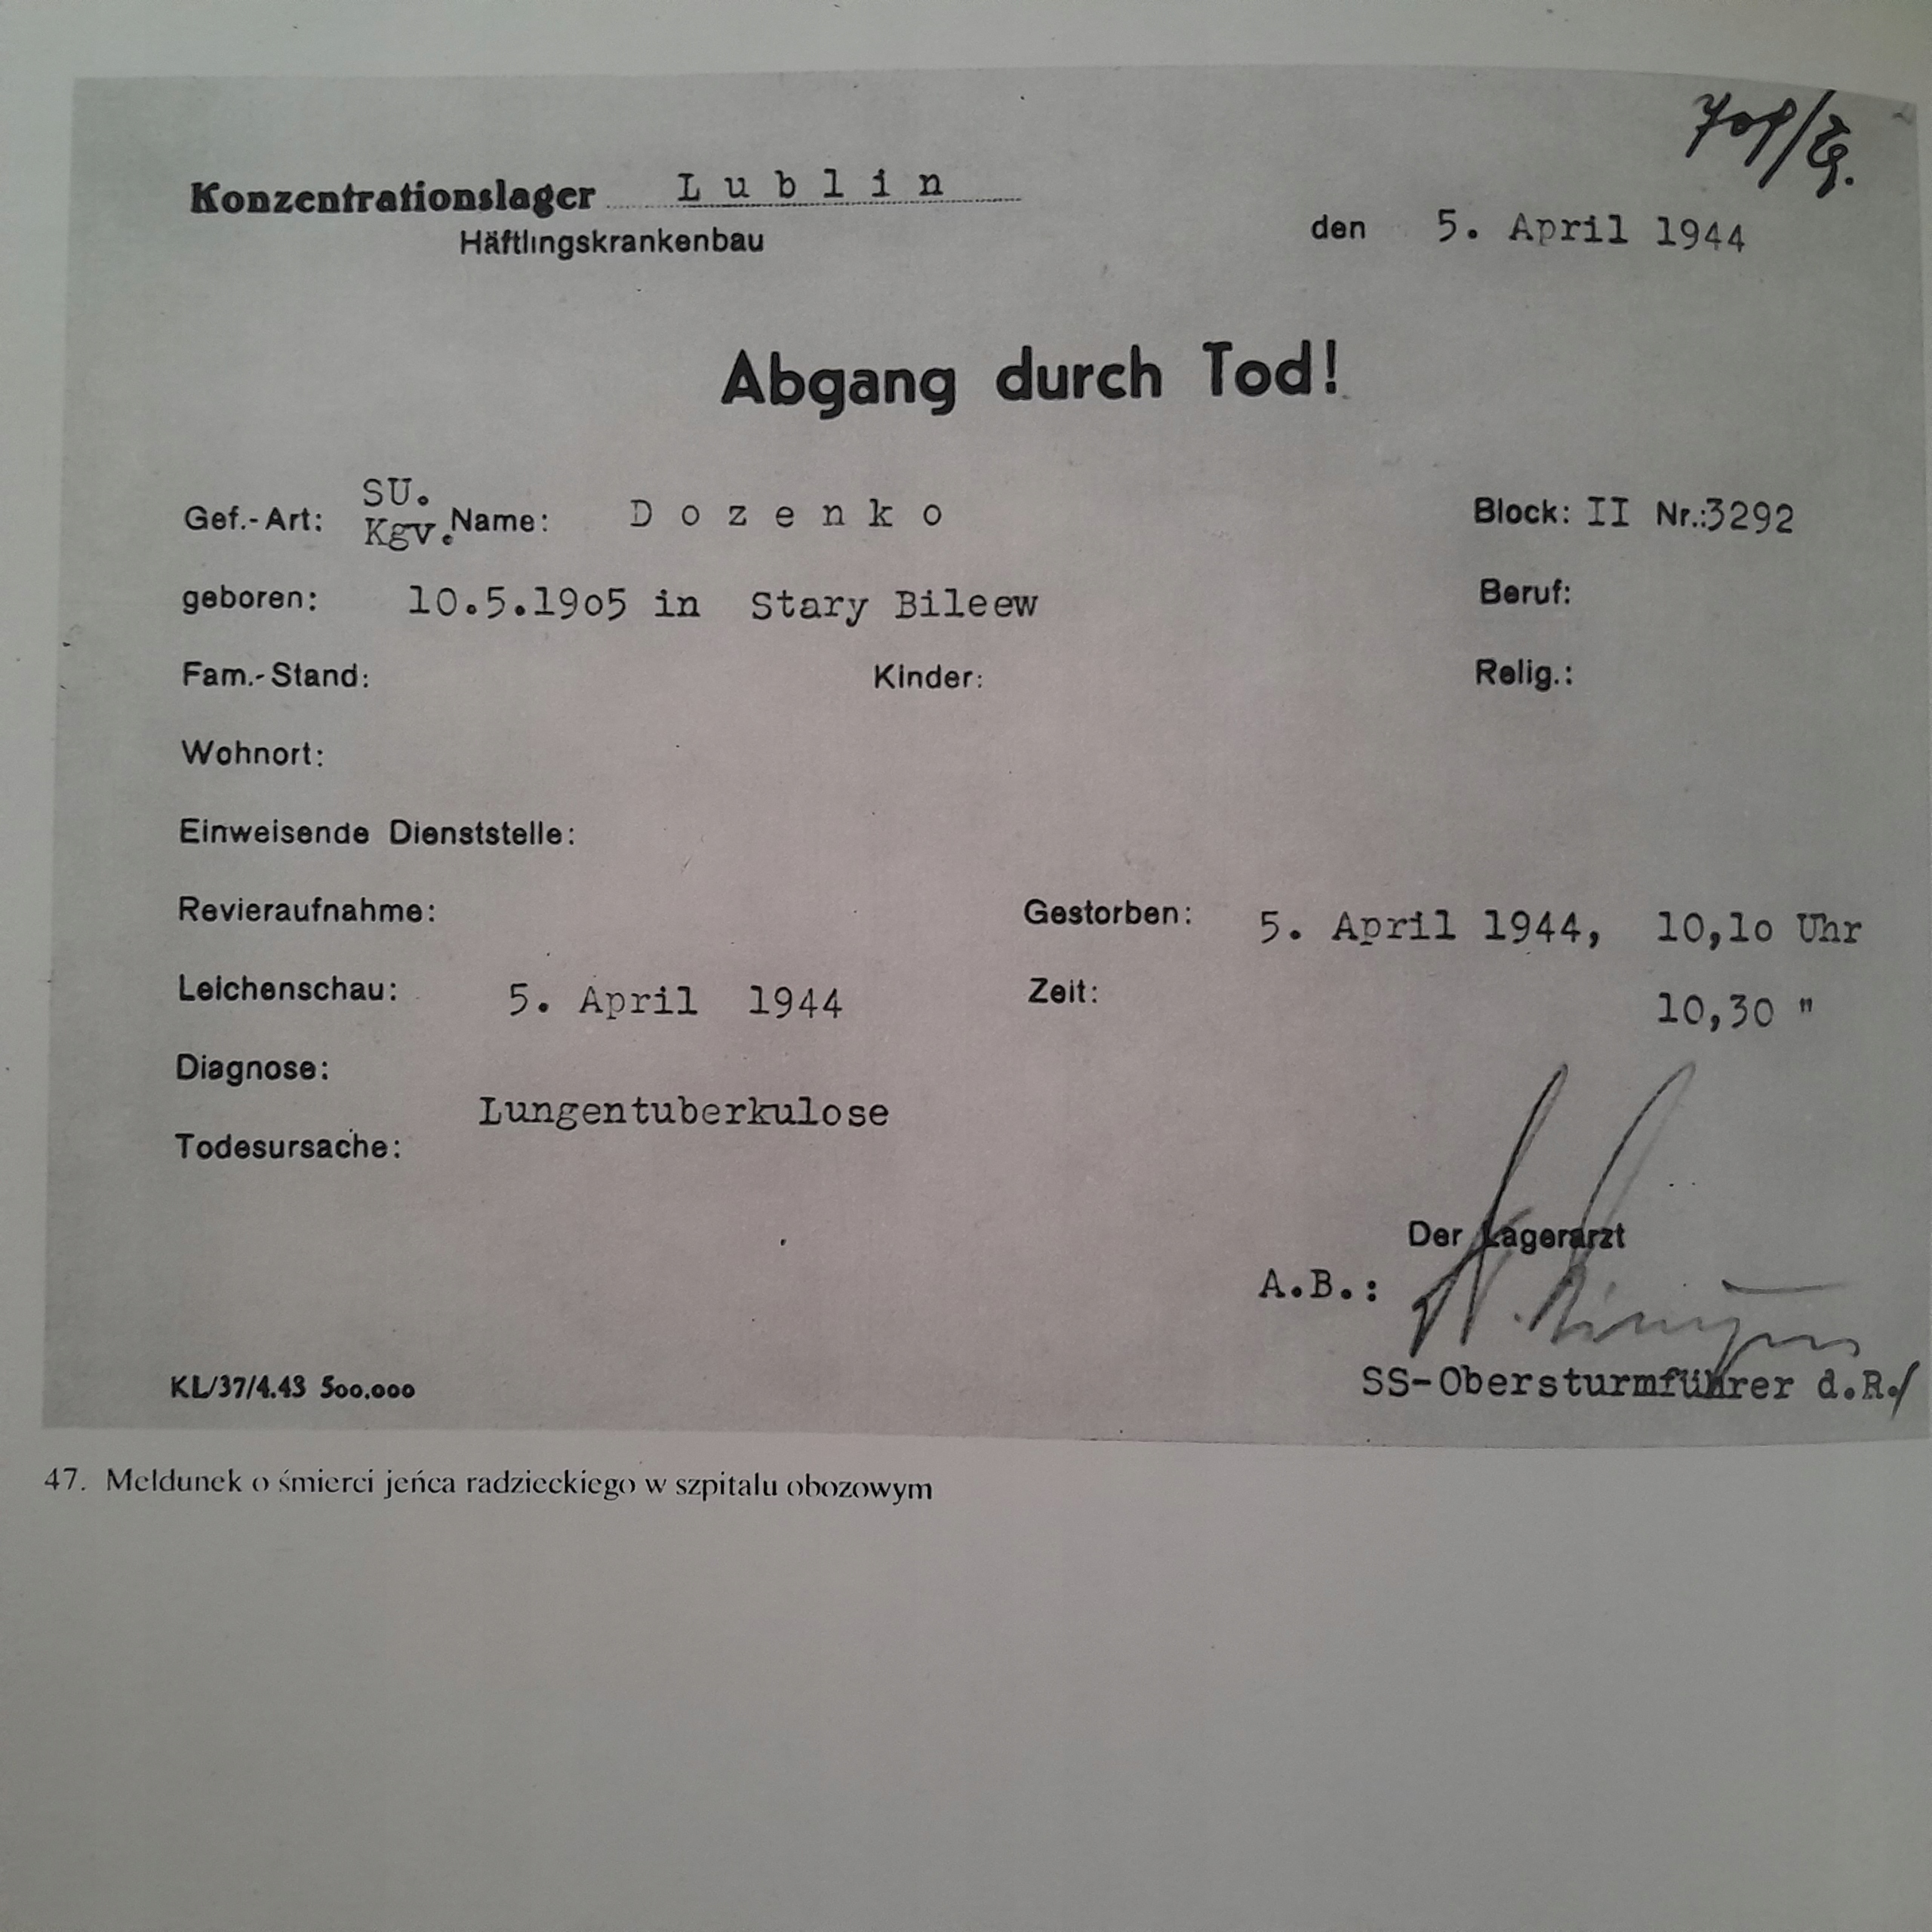 Konzentrationslager Lublin
Häftlingskrankenbau
den 5. April 1944
Abgang durch Tod!
Gef.-Art: SU. Kgv. Name: Dozenko Block: II Nr.:3292
geboren: 10.5.19o5 in Stary Bileew Beruf:
Fam.-Stand: Kinder: Relig.:
Wohnort:
Einweisende Dienststelle:
Revieraufnahme: Gestorben: 5. April 1944, 10,1o Uhr
Leichenschau: 5. April 1944 Zeit: 10,30 "
Diagnose:
Lungentuberkulose
Todesursache:
Der Lagerarzt
A.B.:
SS-Obersturmführer d.R./
KL/37/4.43 500.000
47. Meldunek o śmierci jeńca radzieckiego w szpitalu obozowym